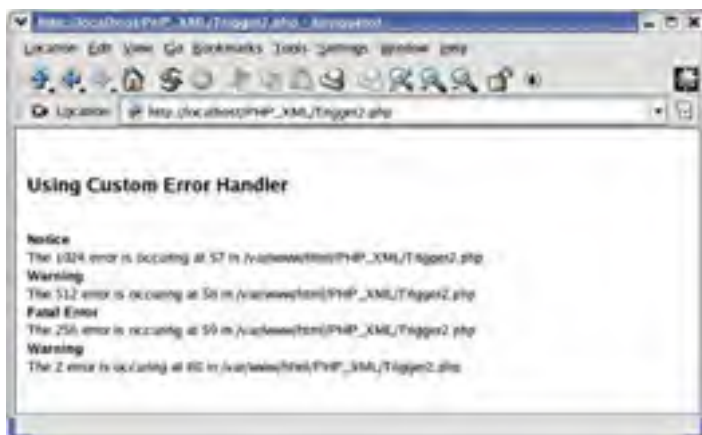 http://localhost/PHP_XML/Trigger2.php - Konqueror
Location Edit View Go Bookmarks Tools Settings Window Help
Location http://localhost/PHP_XML/Trigger2.php
Using Custom Error Handler
Notice
The 1024 error is occuring at 57 in /var/www/html/PHP_XML/Trigger2.php
Warning
The 512 error is occuring at 58 in /var/www/html/PHP_XML/Trigger2.php
Fatal Error
The 256 error is occuring at 59 in /var/www/html/PHP_XML/Trigger2.php
Warning
The 2 error is occuring at 60 in /var/www/html/PHP_XML/Trigger2.php